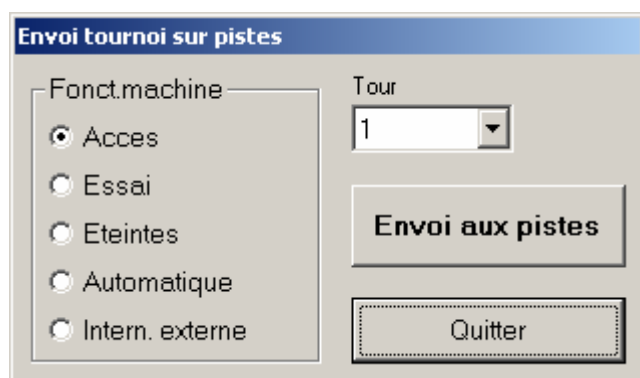 Envoi tournoi sur pistes
Fonct.machine
Acces
Essai
Eteintes
Automatique
Intern. externe
Tour
1
Envoi aux pistes
Quitter